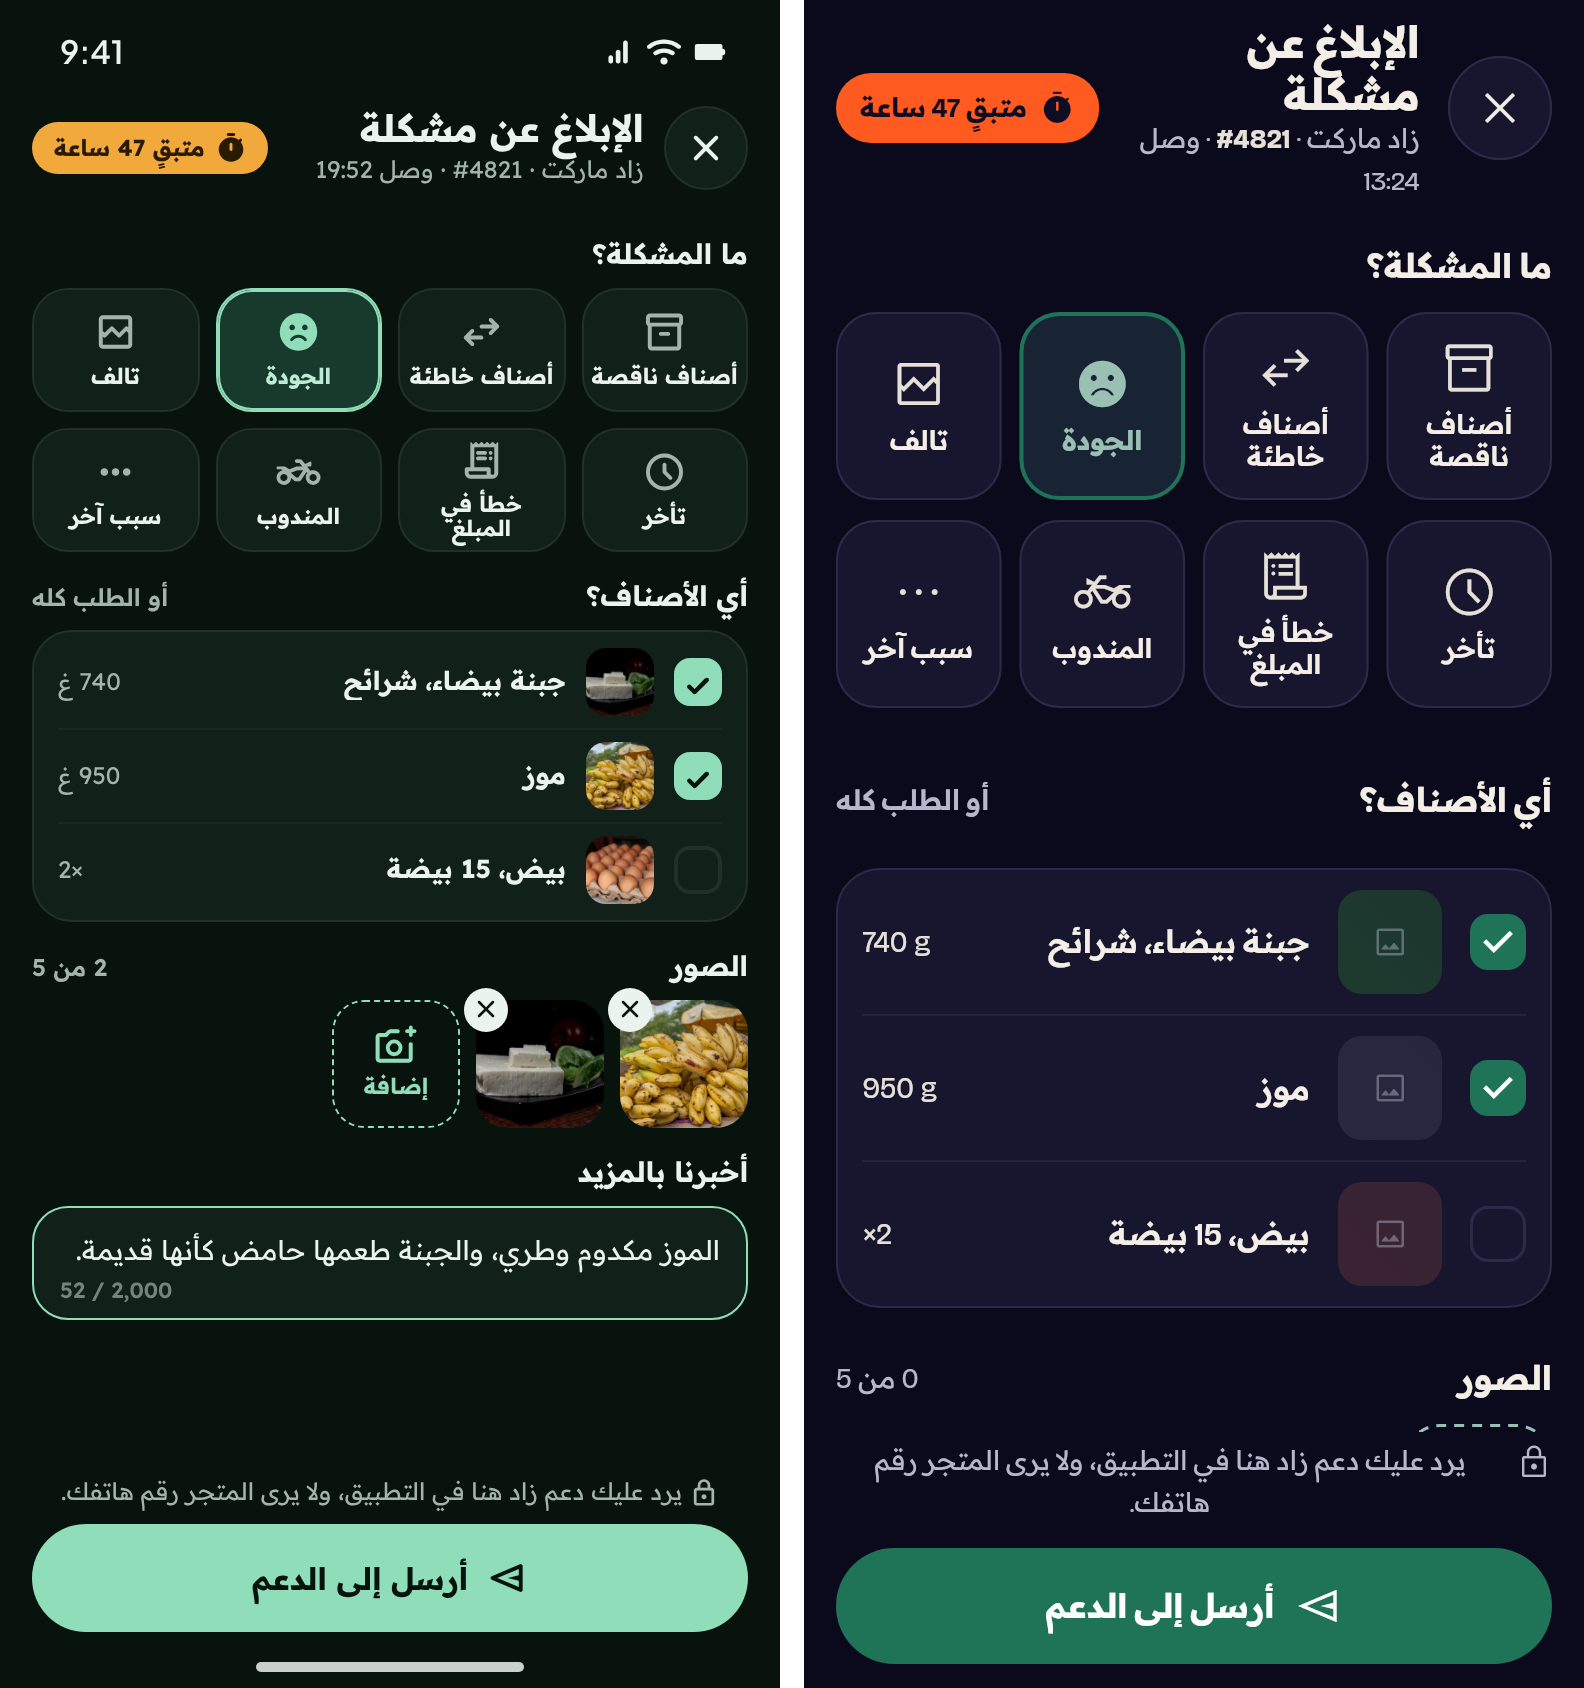 9:41
الإبلاغ عن مشكلة
زاد ماركت · #4821 · وصل 19:52
متبقٍ 47 ساعة
ما المشكلة؟
أصناف ناقصة
أصناف خاطئة
الجودة
تالف
تأخر
خطأ في
المبلغ
المندوب
سبب آخر
أي الأصناف؟
أو الطلب كله
جبنة بيضاء، شرائح
740 غ
موز
950 غ
بيض، 15 بيضة
2×
الصور
2 من 5
إضافة
أخبرنا بالمزيد
الموز مكدوم وطري، والجبنة طعمها حامض كأنها قديمة.
52 / 2,000
يرد عليك دعم زاد هنا في التطبيق، ولا يرى المتجر رقم هاتفك.
أرسل إلى الدعم
الإبلاغ عن
مشكلة
زاد ماركت · #4821 · وصل
13:24
متبقٍ 47 ساعة
ما المشكلة؟
أصناف
ناقصة
أصناف
خاطئة
الجودة
تالف
تأخر
خطأ في
المبلغ
المندوب
سبب آخر
أي الأصناف؟
أو الطلب كله
جبنة بيضاء، شرائح
740 g
موز
950 g
بيض، 15 بيضة
×2
الصور
0 من 5
يرد عليك دعم زاد هنا في التطبيق، ولا يرى المتجر رقم
هاتفك.
أرسل إلى الدعم